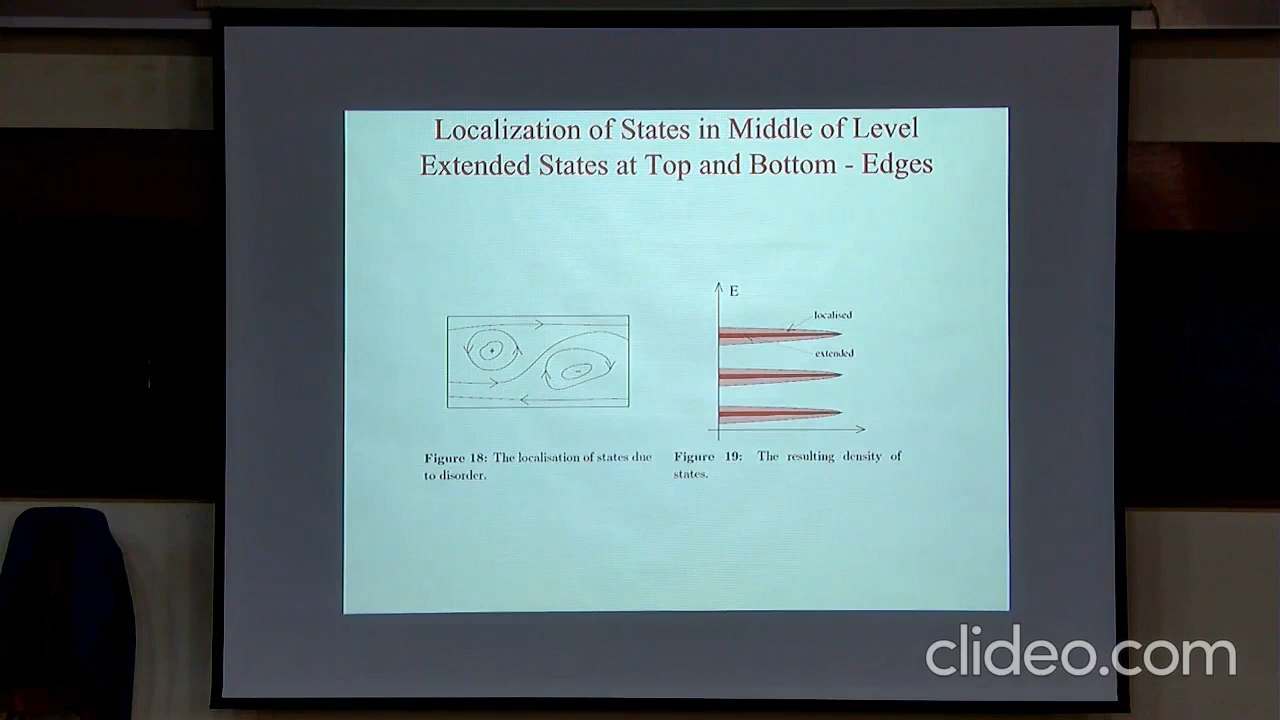 Localization of States in Middle of Level
Extended States at Top and Bottom - Edges
E
localised
extended
Figure 18: The localisation of states due
to disorder.
Figure 19: The resulting density of
states.
clideo.com